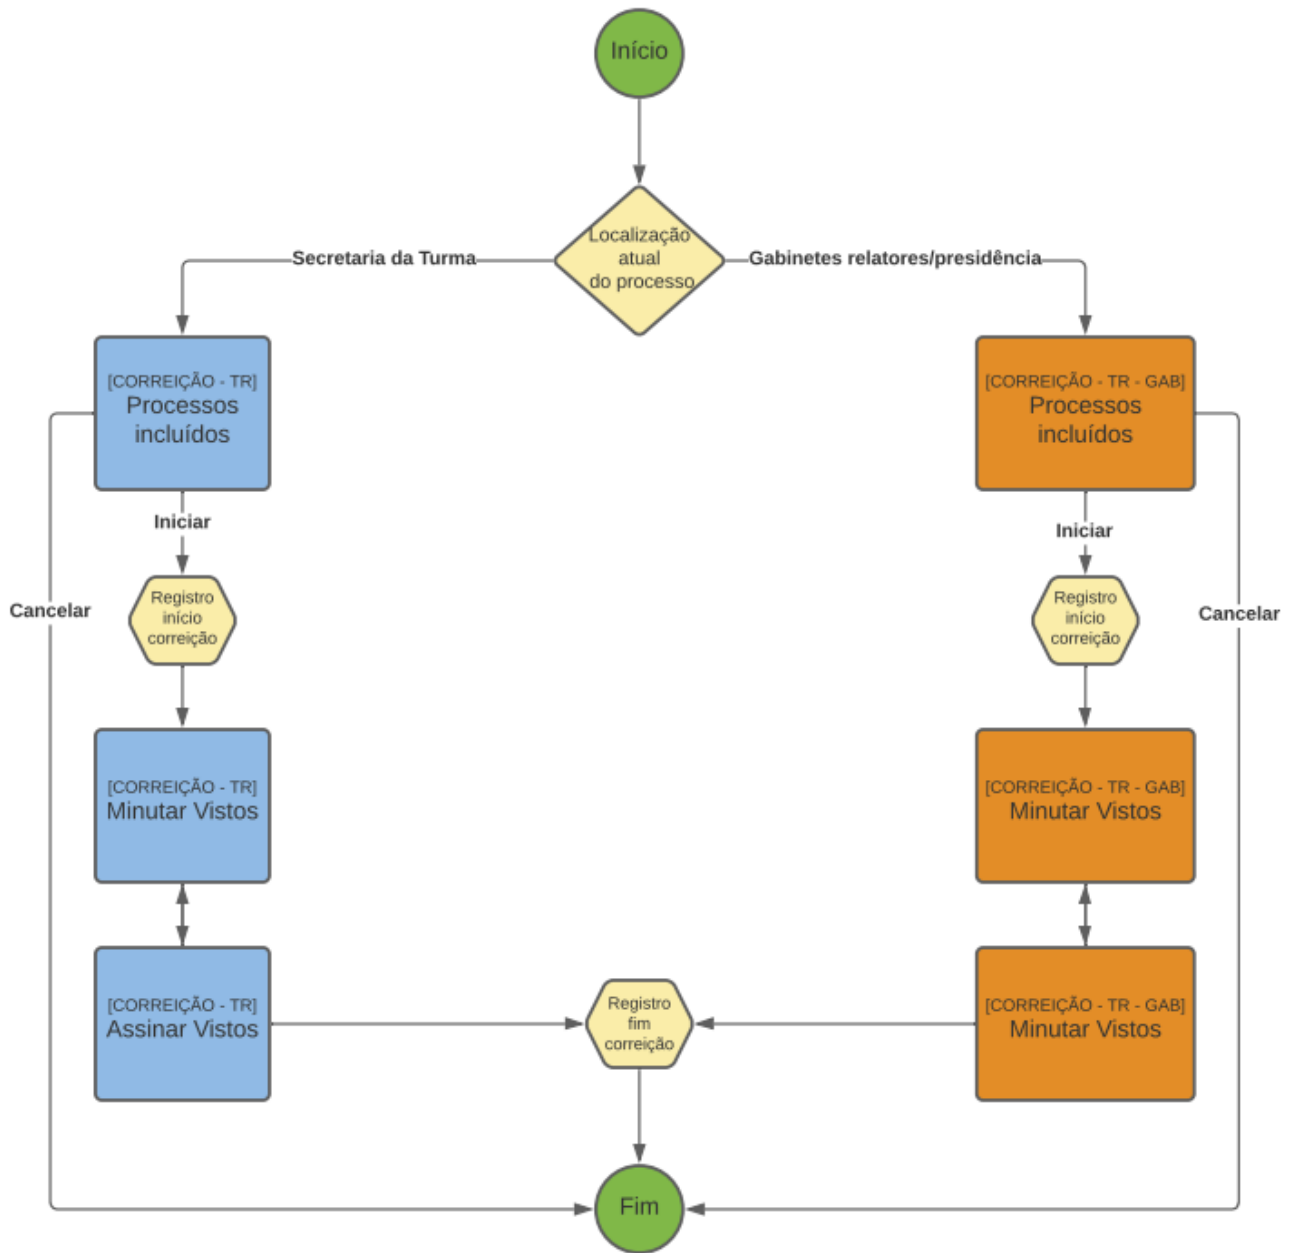 Início
Localização
atual
do processo
Secretaria da Turma
Gabinetes relatores/presidência
[CORREIÇÃO - TR]
Processos
incluídos
[CORREIÇÃO - TR - GAB]
Processos
incluídos
Iniciar
Iniciar
Cancelar
Registro
início
correição
Registro
início
correição
Cancelar
[CORREIÇÃO - TR]
Minutar Vistos
[CORREIÇÃO - TR - GAB]
Minutar Vistos
[CORREIÇÃO - TR]
Assinar Vistos
Registro
fim
correição
[CORREIÇÃO - TR - GAB]
Minutar Vistos
Fim